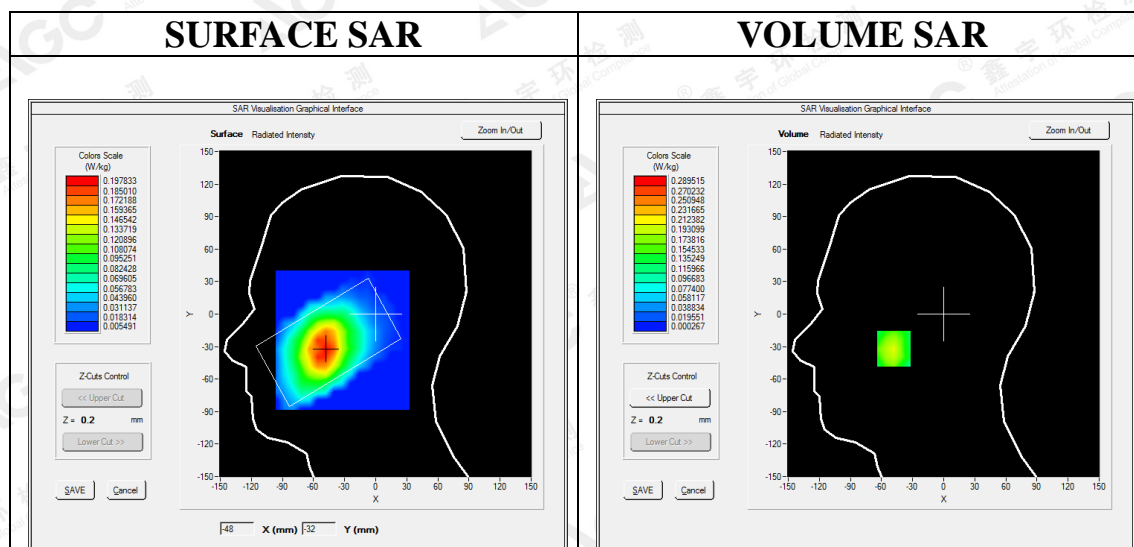 SURFACE SAR
VOLUME SAR
SAR Visualisation Graphical Interface
Surface Radiated Intensity
Zoom In/Out
Colors Scale
(W/kg)
0.197833
0.185010
0.172188
0.159365
0.146542
0.133719
0.120896
0.108074
0.095251
0.082428
0.069605
0.056783
0.043960
0.031137
0.018314
0.005491
Z-Cuts Control
<< Upper Cut
Z = 0.2 mm
Lower Cut >>
SAVE
Cancel
150
120
90
60
30
0
-30
-60
-90
-120
-150
Y
-150 -120 -90 -60 -30 0 30 60 90 120 150
X
-48 X (mm) -32 Y (mm)
SAR Visualisation Graphical Interface
Volume Radiated Intensity
Zoom In/Out
Colors Scale
(W/kg)
0.289515
0.270232
0.250948
0.231665
0.212382
0.193099
0.173816
0.154533
0.135249
0.115966
0.096683
0.077400
0.058117
0.038834
0.019551
0.000267
Z-Cuts Control
<< Upper Cut
Z = 0.2 mm
Lower Cut >>
SAVE
Cancel
150
120
90
60
30
0
-30
-60
-90
-120
-150
Y
-150 -120 -90 -60 -30 0 30 60 90 120 150
X